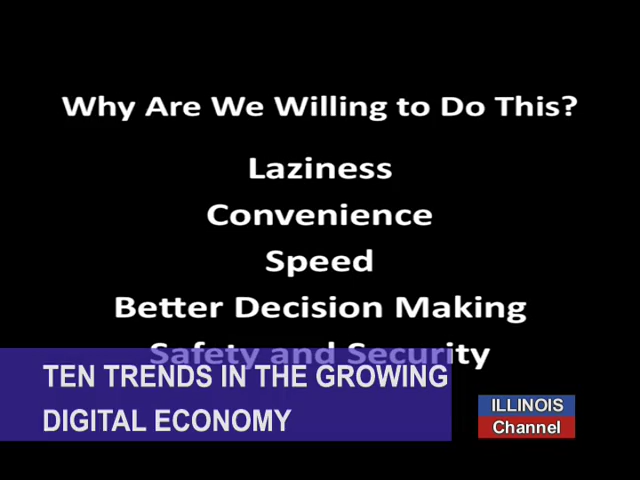 Why Are We Willing to Do This?
Laziness
Convenience
Speed
Better Decision Making
Safety and Security
TEN TRENDS IN THE GROWING
DIGITAL ECONOMY
ILLINOIS
Channel